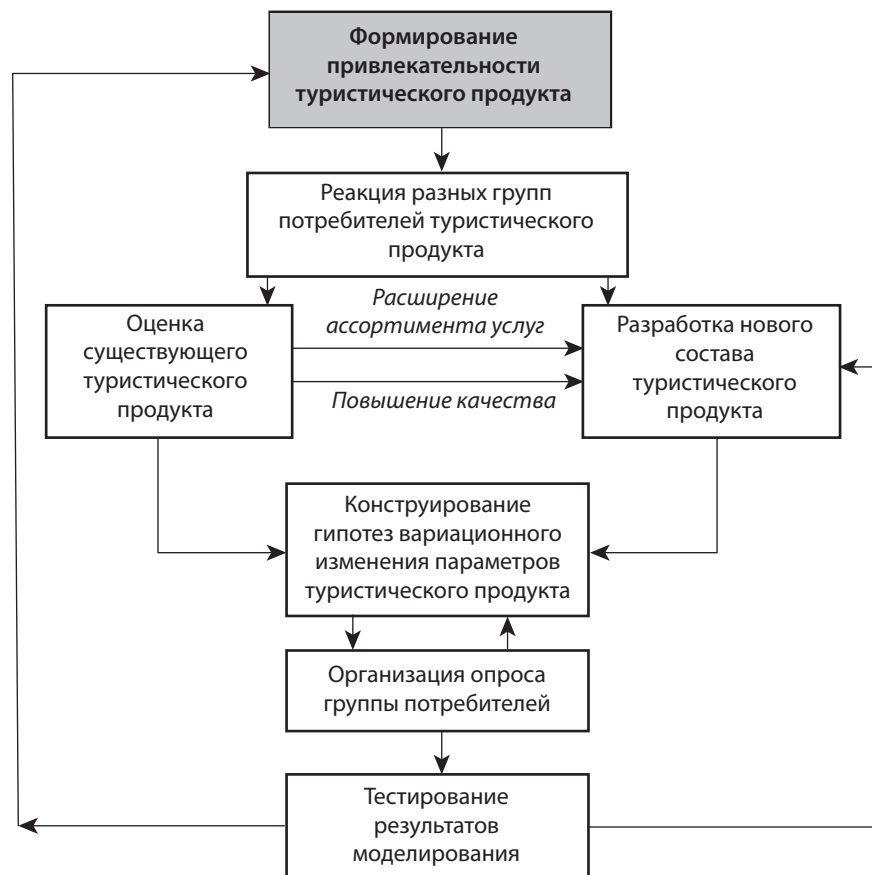 Формирование
привлекательности
туристического продукта
Реакция разных групп
потребителей туристического
продукта
Оценка
существующего
туристического
продукта
Расширение
ассортимента услуг
Повышение качества
Разработка нового
состава
туристического
продукта
Конструирование
гипотез вариационного
изменения параметров
туристического продукта
Организация опроса
группы потребителей
Тестирование
результатов
моделирования